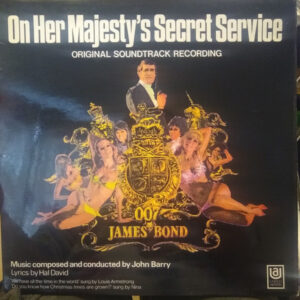 On Her Majesty's Secret Service
ORIGINAL SOUNDTRACK RECORDING
007
JAMES BOND
Music composed and conducted by John Barry
Lyrics by Hal David
'We have all the time in the world' sung by Louis Armstrong
'Do you know how Christmas trees are grown?' sung by Nina